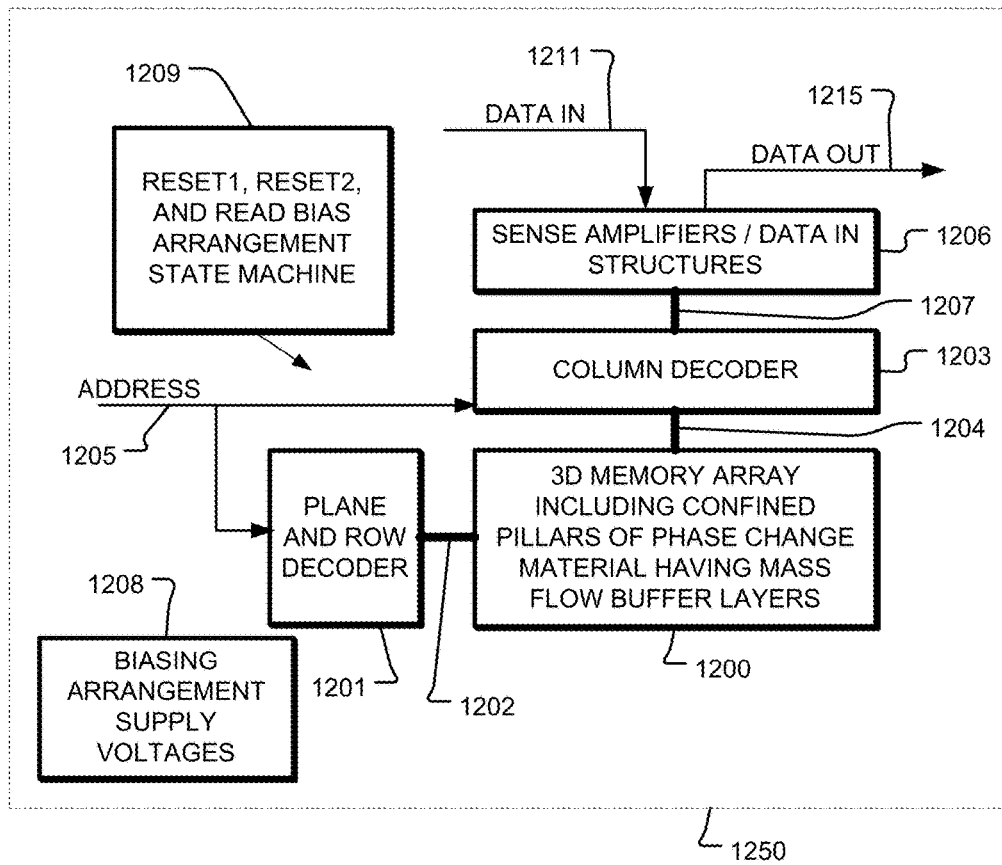 1211
1209
1215
DATA IN
DATA OUT
RESET1, RESET2,
AND READ BIAS
ARRANGEMENT
STATE MACHINE
SENSE AMPLIFIERS / DATA IN
STRUCTURES
1206
1207
COLUMN DECODER
1203
ADDRESS
1204
1205
PLANE
AND ROW
DECODER
3D MEMORY ARRAY
INCLUDING CONFINED
PILLARS OF PHASE CHANGE
MATERIAL HAVING MASS
FLOW BUFFER LAYERS
1208
BIASING
ARRANGEMENT
SUPPLY
VOLTAGES
1201
1202
1200
1250